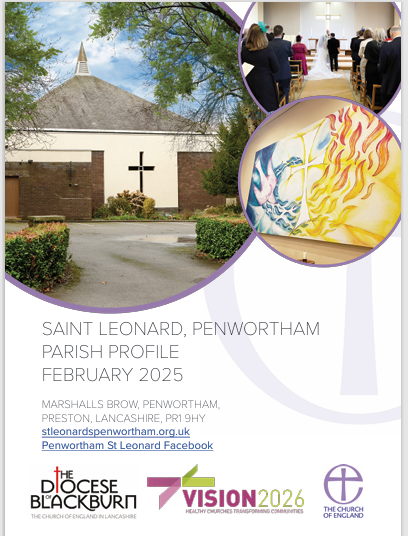 SAINT LEONARD, PENWORTHAM
PARISH PROFILE
FEBRUARY 2025
MARSHALLS BROW, PENWORTHAM,
PRESTON, LANCASHIRE, PR1 9HY
stleonardspenwortham.org.uk
Penwortham St Leonard Facebook
the
DIOCESE
OF
BLACKBURN
THE CHURCH OF ENGLAND IN LANCASHIRE
VISION2026
HEALTHY CHURCHES TRANSFORMING COMMUNITIES
THE CHURCH
OF ENGLAND